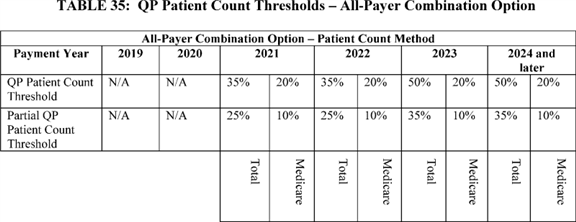 TABLE 35: QP Patient Count Thresholds – All-Payer Combination Option
All-Payer Combination Option – Patient Count Method
Payment Year 2019 2020 2021 2022 2023 2024 and
later
QP Patient Count N/A N/A 35% 20% 35% 20% 50% 20% 50% 20%
Threshold
Partial QP N/A N/A 25% 10% 25% 10% 35% 10% 35% 10%
Patient Count
Threshold
Total Medicare Total Medicare Total Medicare Total Medicare